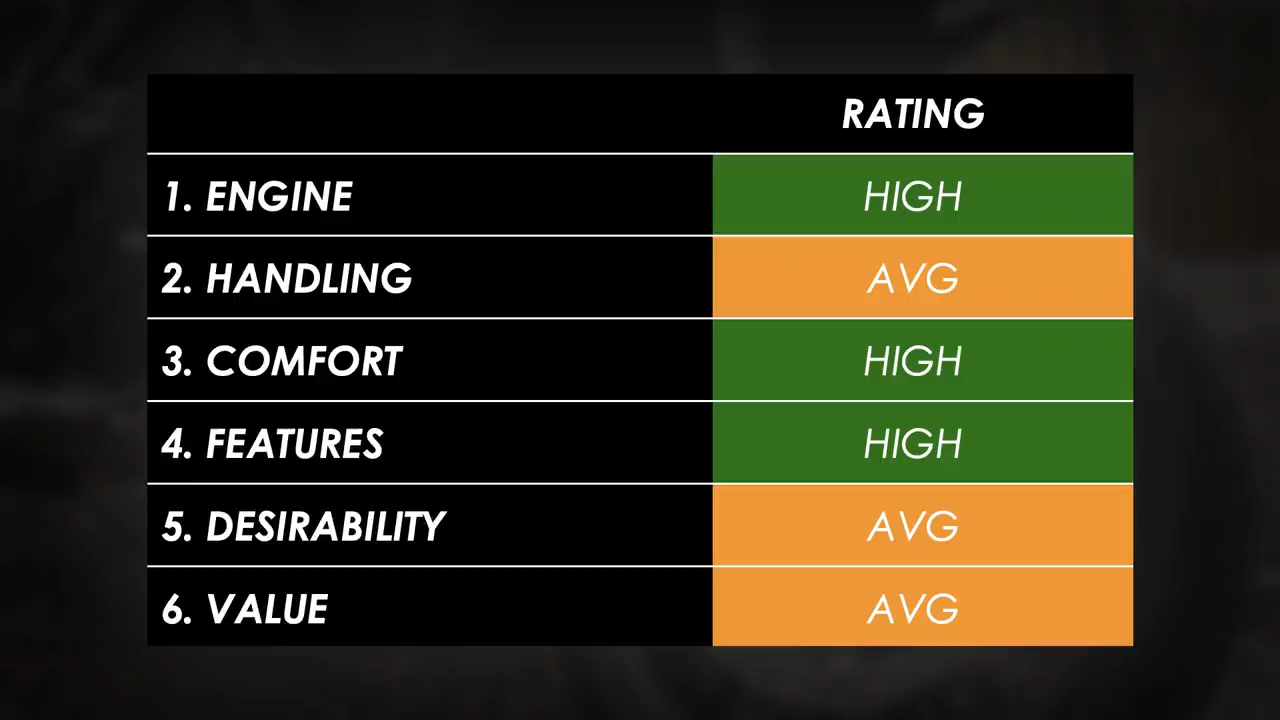 RATING
1. ENGINE HIGH
2. HANDLING AVG
3. COMFORT HIGH
4. FEATURES HIGH
5. DESIRABILITY AVG
6. VALUE AVG